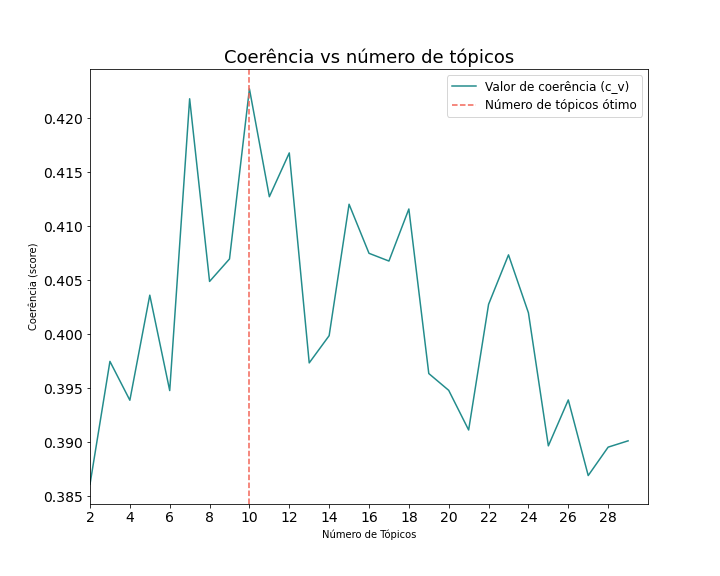 Coerência vs número de tópicos
Valor de coerência (c_v)
Número de tópicos ótimo
0.420
0.415
0.410
0.405
0.400
0.395
0.390
0.385
Coerência (score)
2 4 6 8 10 12 14 16 18 20 22 24 26 28
Número de Tópicos